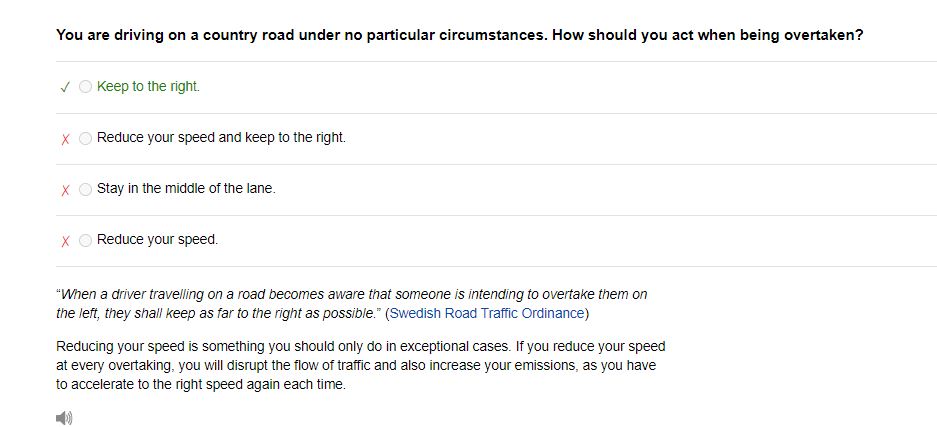 You are driving on a country road under no particular circumstances. How should you act when being overtaken?
✓ Keep to the right.
X Reduce your speed and keep to the right.
X Stay in the middle of the lane.
X Reduce your speed.
“When a driver travelling on a road becomes aware that someone is intending to overtake them on
the left, they shall keep as far to the right as possible.” (Swedish Road Traffic Ordinance)
Reducing your speed is something you should only do in exceptional cases. If you reduce your speed
at every overtaking, you will disrupt the flow of traffic and also increase your emissions, as you have
to accelerate to the right speed again each time.